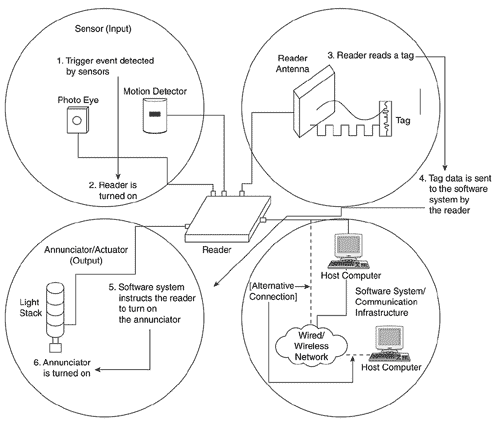 Sensor (Input)
1. Trigger event detected
by sensors
Photo Eye
Motion Detector
2. Reader is
turned on
Reader
Antenna
3. Reader reads a tag
Tag
4. Tag data is sent
to the software
system by
the reader
Reader
Annunciator/Actuator
(Output)
Light
Stack
5. Software system
instructs the reader
to turn on
the annunciator
6. Annunciator
is turned on
Host Computer
[Alternative
Connection]
Software System/
Communication
Infrastructure
Wired/
Wireless
Network
Host Computer